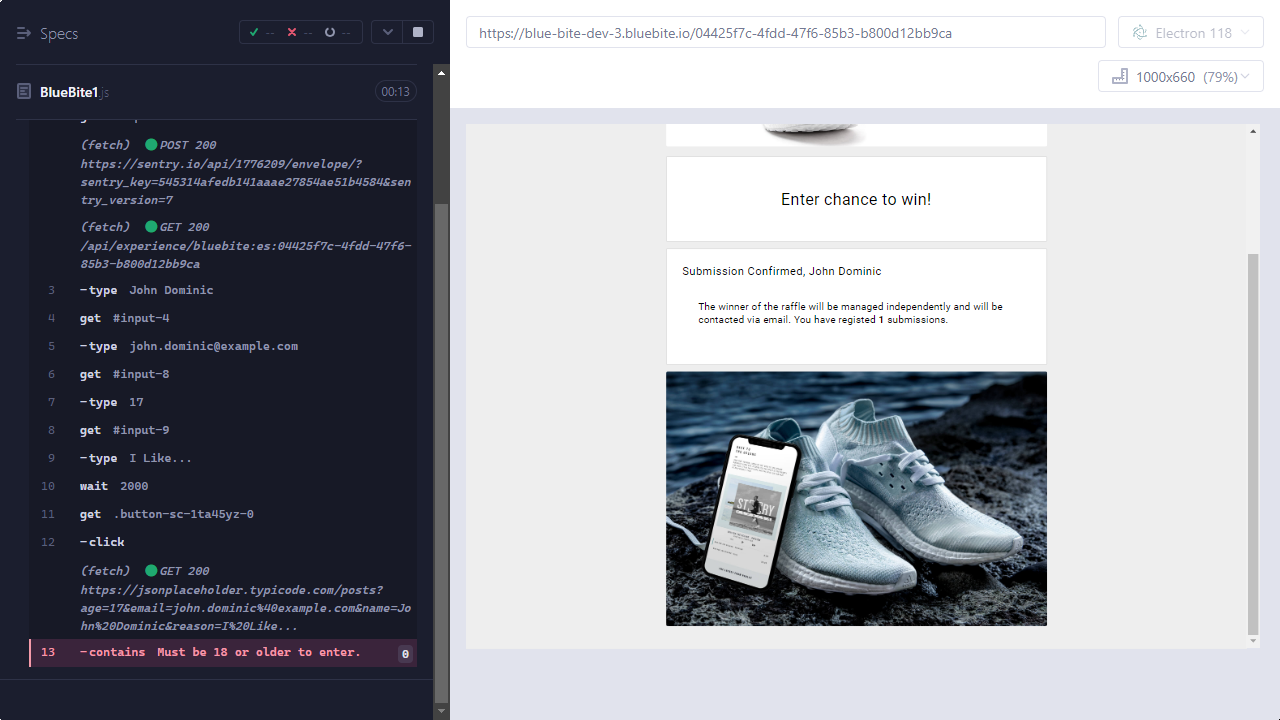 Specs
-- -- --
BlueBite1.js
00:13
(fetch) POST 200
https://sentry.io/api/1776209/envelope/?
sentry_key=545314afedb141aaae27854ae51b4584&sen
try_version=7
(fetch) GET 200
/api/experience/bluebite:es:04425f7c-4fdd-47f6-
85b3-b800d12bb9ca
3 -type John Dominic
4 get #input-4
5 -type john.dominic@example.com
6 get #input-8
7 -type 17
8 get #input-9
9 -type I Like...
10 wait 2000
11 get .button-sc-1ta45yz-0
12 -click
(fetch) GET 200
https://jsonplaceholder.typicode.com/posts?
age=17&email=john.dominic%40example.com&name=Jo
hn%20Dominic&reason=I%20Like...
13 -contains Must be 18 or older to enter. 0
https://blue-bite-dev-3.bluebite.io/04425f7c-4fdd-47f6-85b3-b800d12bb9ca
Electron 118
1000x660 (79%)
Enter chance to win!
Submission Confirmed, John Dominic
The winner of the raffle will be managed independently and will be
contacted via email. You have registed 1 submissions.